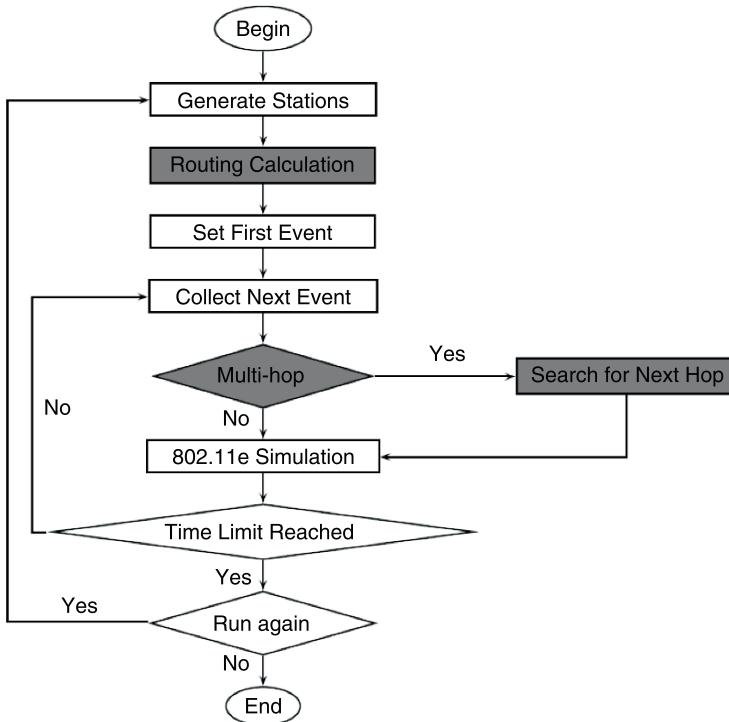 Begin
Generate Stations
Routing Calculation
Set First Event
Collect Next Event
Multi-hop
Yes
Search for Next Hop
No
No
802.11e Simulation
Time Limit Reached
Yes
Yes
Run again
No
End